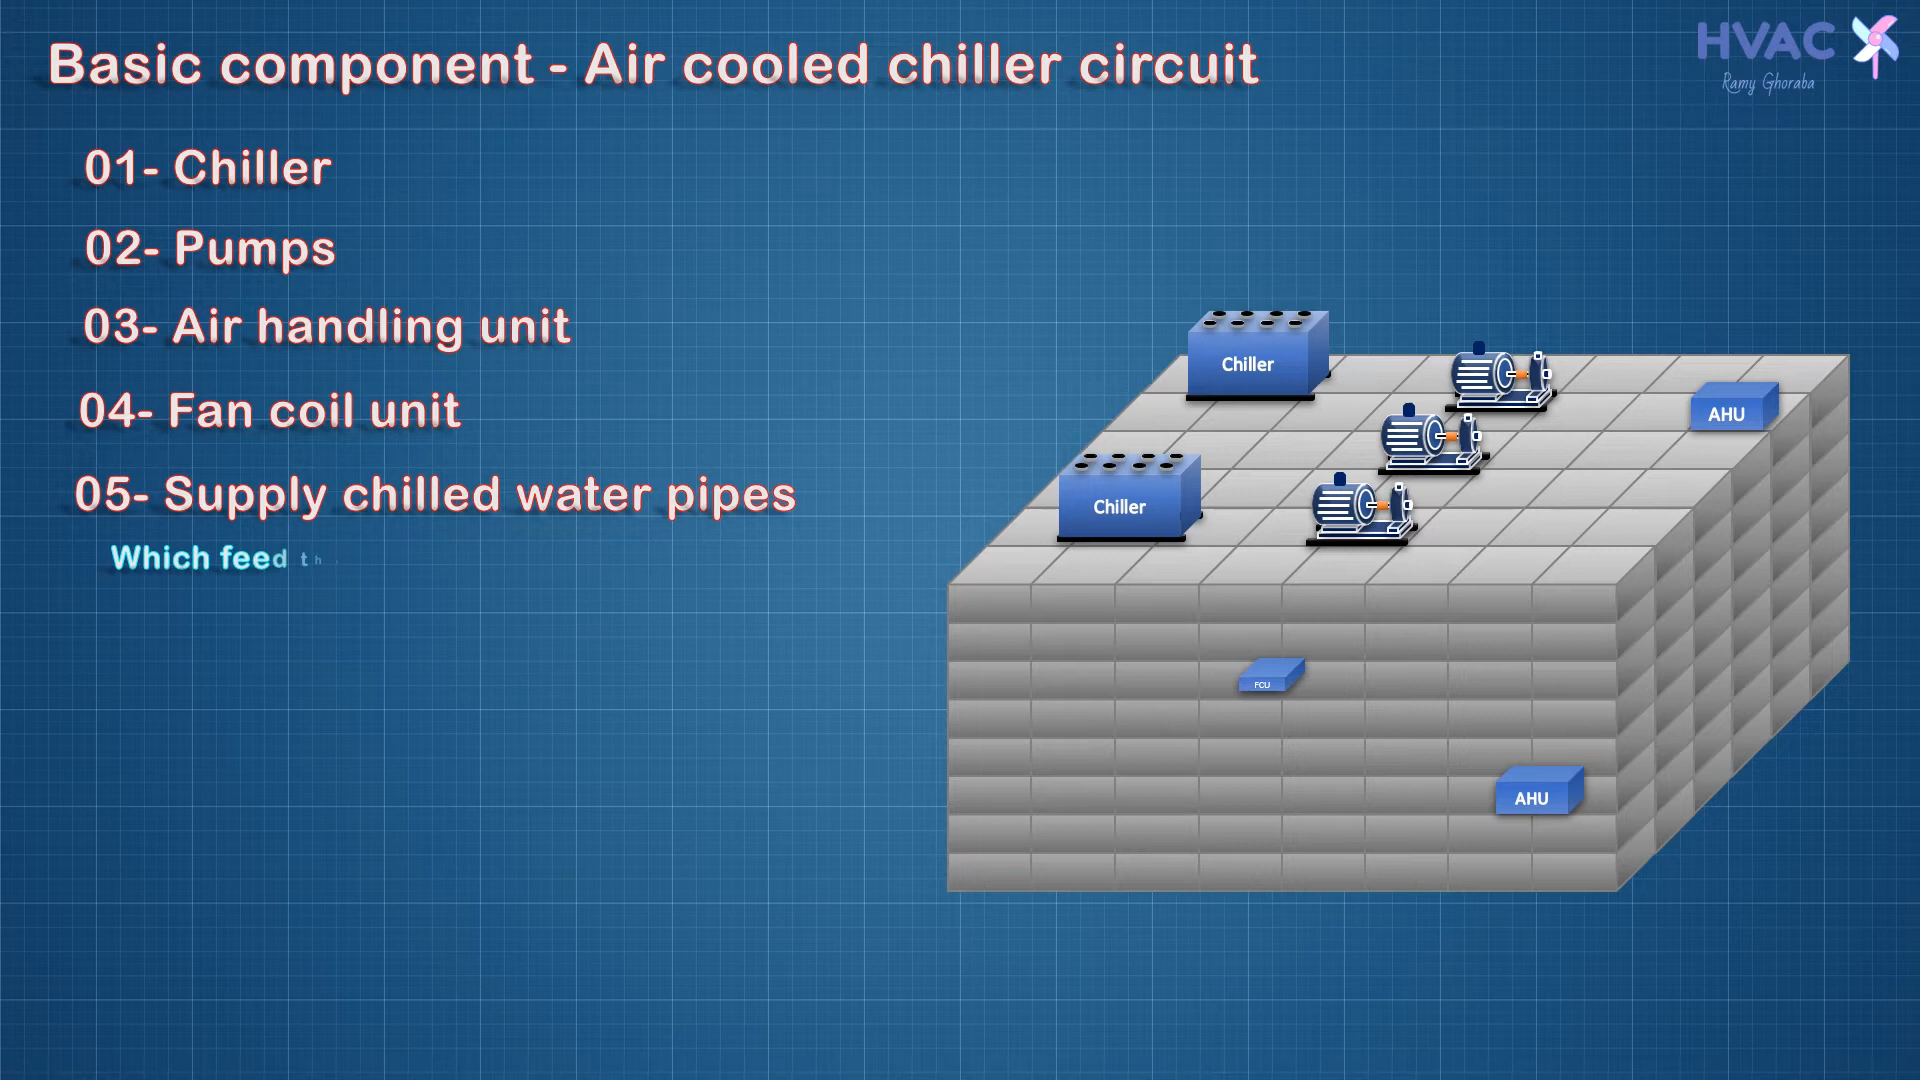 Basic component - Air cooled chiller circuit
HVAC
Ramy Ghoraba
01- Chiller
02- Pumps
03- Air handling unit
04- Fan coil unit
05- Supply chilled water pipes
Which feed th
Chiller
AHU
Chiller
FCU
AHU